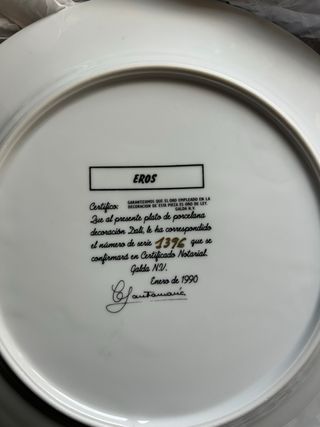 EROS
Certifico: GARANTIZAMOS QUE EL ORO EMPLEADO EN LA
DECORACION DE ESTA PIEZA ES ORO DE LEY.
GALDA N.V.
Que al presente plato de porcelana
decoración Dalí, le ha correspondido
el número de serie 1396 que se
confirmará en Certificado Notarial.
Galda N.V.
Enero de 1990